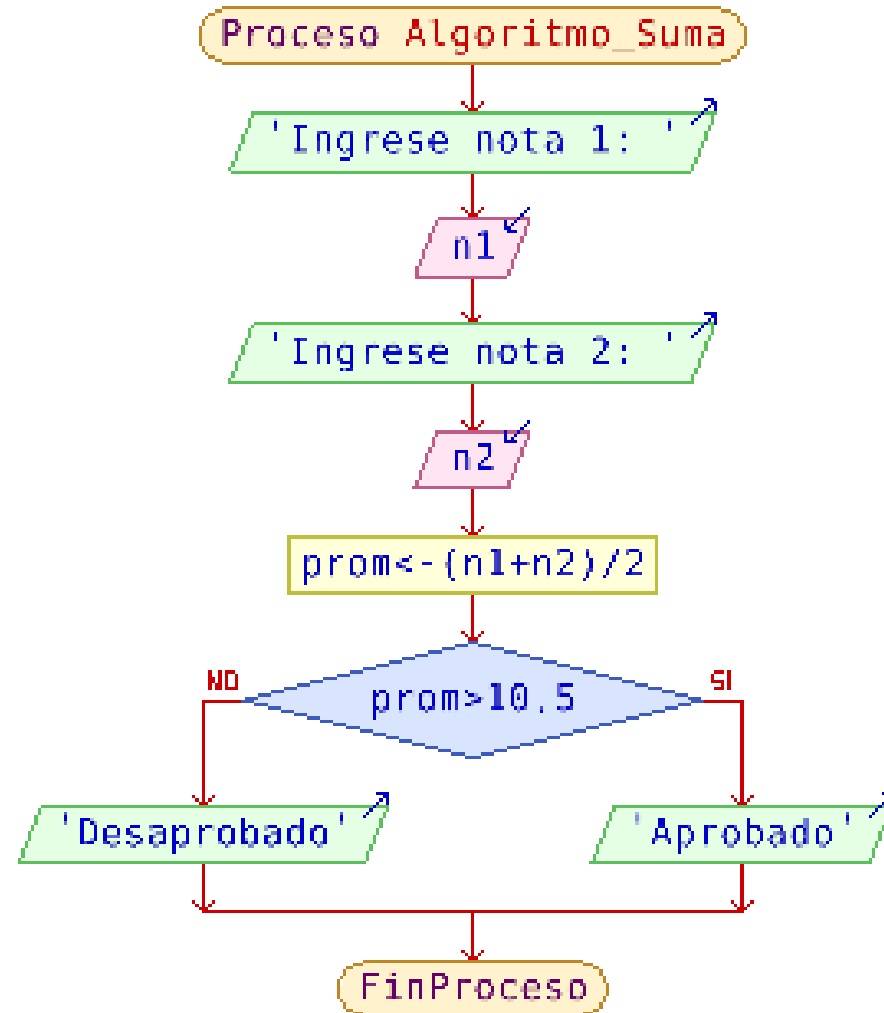 Proceso Algoritmo_Suma
'Ingrese nota 1: '
n1
'Ingrese nota 2: '
n2
prom<-(n1+n2)/2
prom>10.5
NO
SI
'Desaprobado'
'Aprobado'
FinProceso